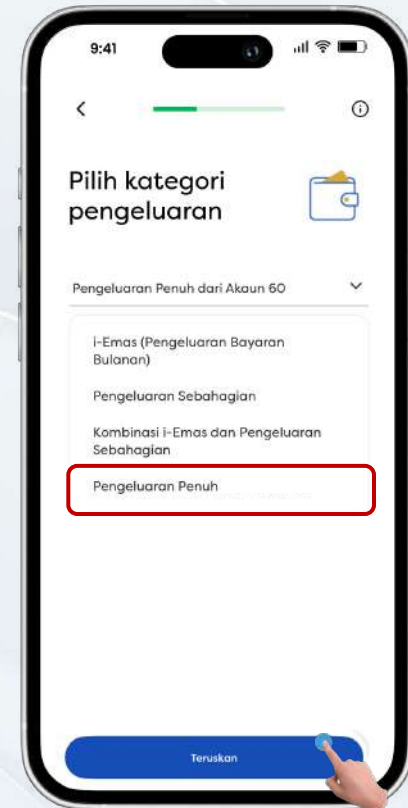 9:41
Pilih kategori
pengeluaran
Pengeluaran Penuh dari Akaun 60
i-Emas (Pengeluaran Bayaran
Bulanan)
Pengeluaran Sebahagian
Kombinasi i-Emas dan Pengeluaran
Sebahagian
Pengeluaran Penuh
Teruskan